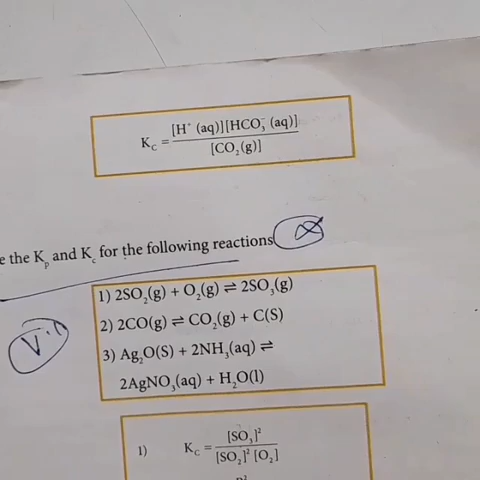 K_C = [H⁺ (aq)][HCO₃⁻ (aq)] / [CO₂(g)]
e the Kₚ and K_c for the following reactions
1) 2SO₂(g) + O₂(g) ⇌ 2SO₃(g)
2) 2CO(g) ⇌ CO₂(g) + C(S)
3) Ag₂O(S) + 2NH₃(aq) ⇌
2AgNO₃(aq) + H₂O(l)
1) K_C = [SO₃]² / [SO₂]² [O₂]